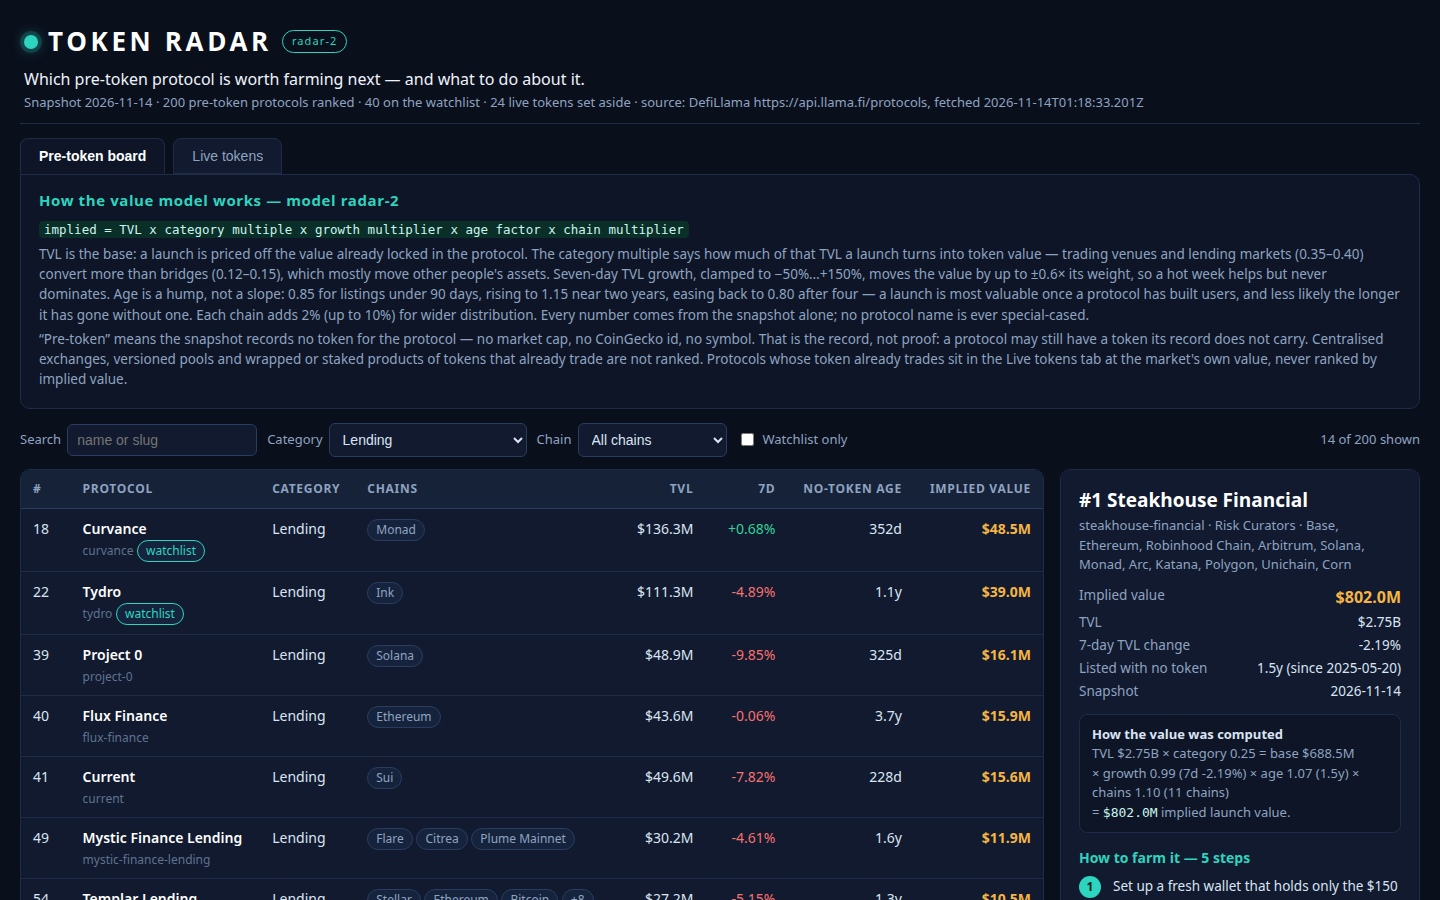 TOKEN RADAR radar-2
Which pre-token protocol is worth farming next — and what to do about it.
Snapshot 2026-11-14 · 200 pre-token protocols ranked · 40 on the watchlist · 24 live tokens set aside · source: DefiLlama https://api.llama.fi/protocols, fetched 2026-11-14T01:18:33.201Z
Pre-token board Live tokens
How the value model works — model radar-2
implied = TVL x category multiple x growth multiplier x age factor x chain multiplier
TVL is the base: a launch is priced off the value already locked in the protocol. The category multiple says how much of that TVL a launch turns into token value — trading venues and lending markets (0.35–0.40)
convert more than bridges (0.12–0.15), which mostly move other people's assets. Seven-day TVL growth, clamped to −50%…+150%, moves the value by up to ±0.6× its weight, so a hot week helps but never
dominates. Age is a hump, not a slope: 0.85 for listings under 90 days, rising to 1.15 near two years, easing back to 0.80 after four — a launch is most valuable once a protocol has built users, and less likely the longer
it has gone without one. Each chain adds 2% (up to 10%) for wider distribution. Every number comes from the snapshot alone; no protocol name is ever special-cased.
“Pre-token” means the snapshot records no token for the protocol — no market cap, no CoinGecko id, no symbol. That is the record, not proof: a protocol may still have a token its record does not carry. Centralised
exchanges, versioned pools and wrapped or staked products of tokens that already trade are not ranked. Protocols whose token already trades sit in the Live tokens tab at the market's own value, never ranked by
implied value.
Search name or slug Category Lending Chain All chains Watchlist only 14 of 200 shown
# PROTOCOL CATEGORY CHAINS TVL 7D NO-TOKEN AGE IMPLIED VALUE
18 Curvance Lending Monad $136.3M +0.68% 352d $48.5M
curvance watchlist
22 Tydro Lending Ink $111.3M -4.89% 1.1y $39.0M
tydro watchlist
39 Project 0 Lending Solana $48.9M -9.85% 325d $16.1M
project-0
40 Flux Finance Lending Ethereum $43.6M -0.06% 3.7y $15.9M
flux-finance
41 Current Lending Sui $49.6M -7.82% 228d $15.6M
current
49 Mystic Finance Lending Lending Flare Citrea Plume Mainnet $30.2M -4.61% 1.6y $11.9M
mystic-finance-lending
54 Templar Lending Lending Stellar Ethereum Bitcoin +8 $27.2M -5.15% 1.3y $10.5M
#1 Steakhouse Financial
steakhouse-financial · Risk Curators · Base,
Ethereum, Robinhood Chain, Arbitrum, Solana,
Monad, Arc, Katana, Polygon, Unichain, Corn
Implied value $802.0M
TVL $2.75B
7-day TVL change -2.19%
Listed with no token 1.5y (since 2025-05-20)
Snapshot 2026-11-14
How the value was computed
TVL $2.75B × category 0.25 = base $688.5M
× growth 0.99 (7d -2.19%) × age 1.07 (1.5y) ×
chains 1.10 (11 chains)
= $802.0M implied launch value.
How to farm it — 5 steps
1 Set up a fresh wallet that holds only the $150